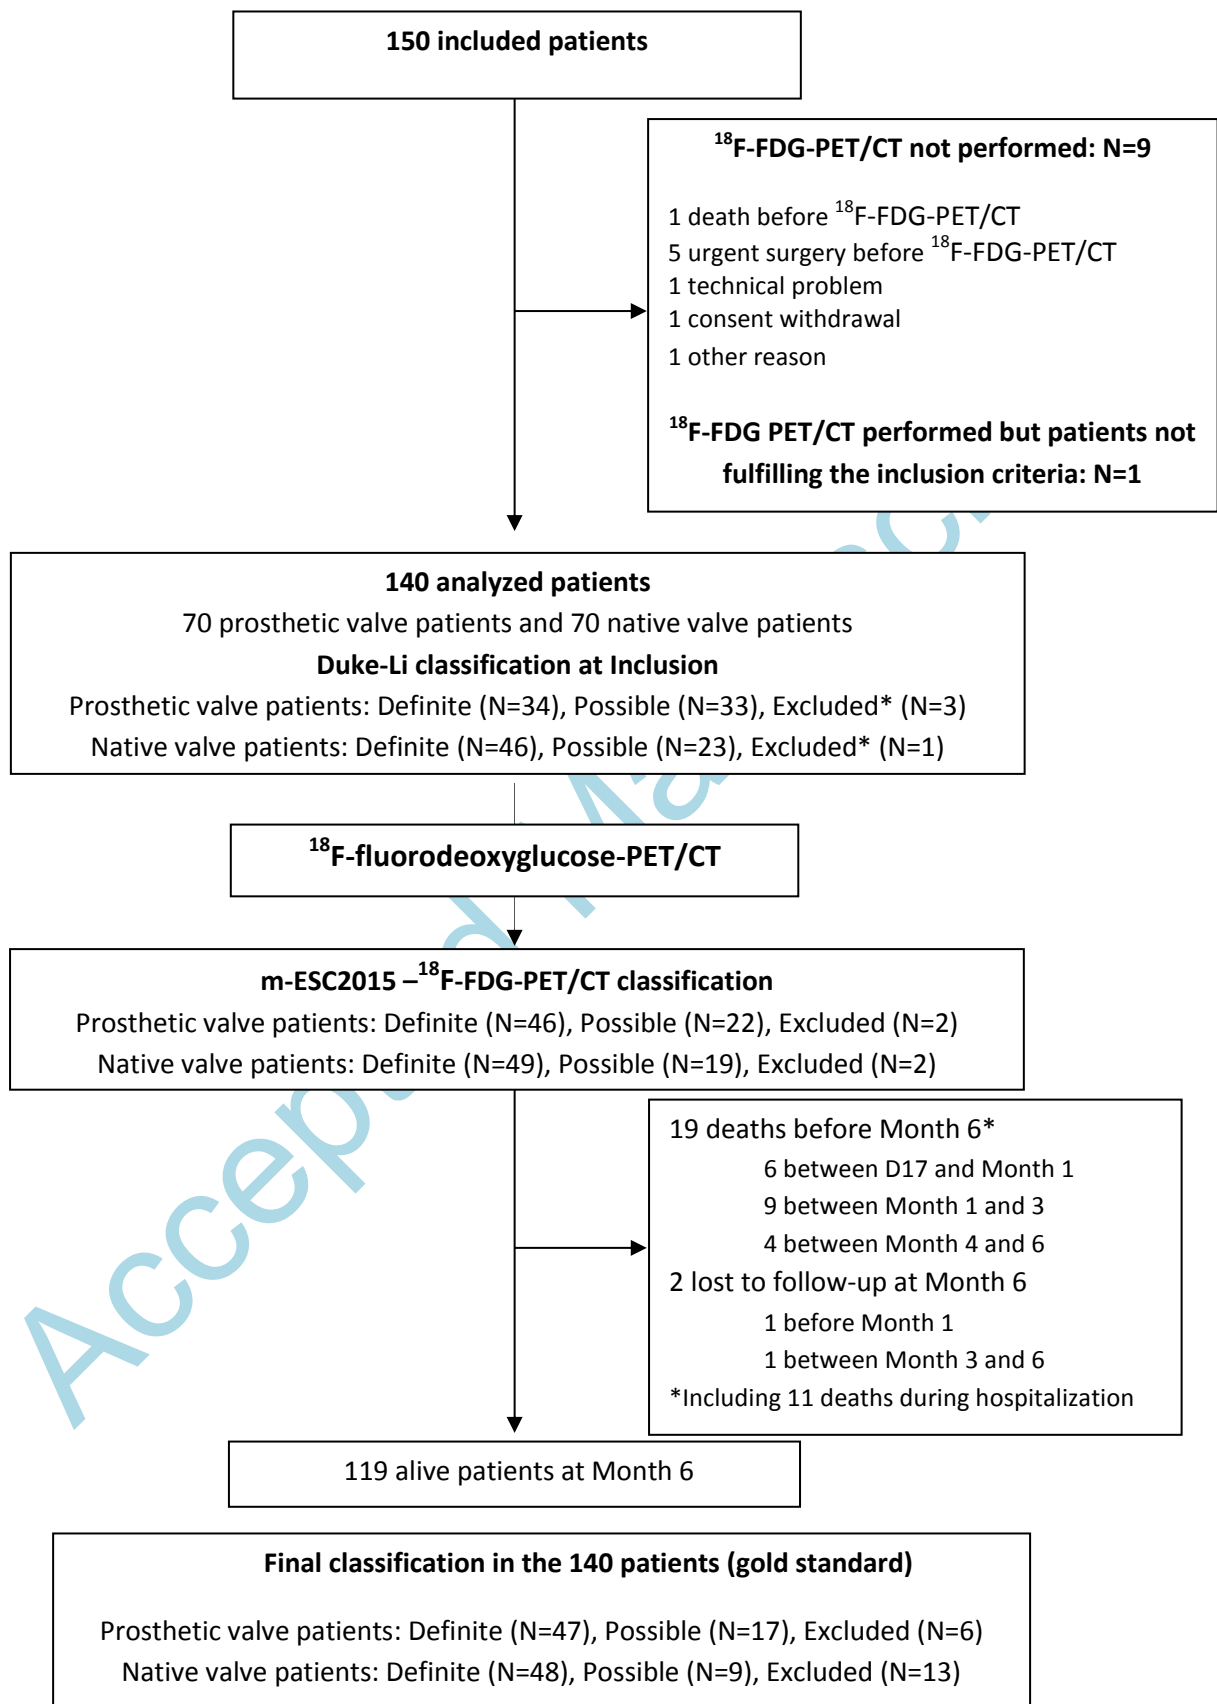 150 included patients
18F-FDG-PET/CT not performed: N=9
1 death before 18F-FDG-PET/CT
5 urgent surgery before 18F-FDG-PET/CT
1 technical problem
1 consent withdrawal
1 other reason
18F-FDG PET/CT performed but patients not
fulfilling the inclusion criteria: N=1
140 analyzed patients
70 prosthetic valve patients and 70 native valve patients
Duke-Li classification at Inclusion
Prosthetic valve patients: Definite (N=34), Possible (N=33), Excluded* (N=3)
Native valve patients: Definite (N=46), Possible (N=23), Excluded* (N=1)
18F-fluorodeoxyglucose-PET/CT
m-ESC2015 –18F-FDG-PET/CT classification
Prosthetic valve patients: Definite (N=46), Possible (N=22), Excluded (N=2)
Native valve patients: Definite (N=49), Possible (N=19), Excluded (N=2)
19 deaths before Month 6*
6 between D17 and Month 1
9 between Month 1 and 3
4 between Month 4 and 6
2 lost to follow-up at Month 6
1 before Month 1
1 between Month 3 and 6
*Including 11 deaths during hospitalization
119 alive patients at Month 6
Final classification in the 140 patients (gold standard)
Prosthetic valve patients: Definite (N=47), Possible (N=17), Excluded (N=6)
Native valve patients: Definite (N=48), Possible (N=9), Excluded (N=13)